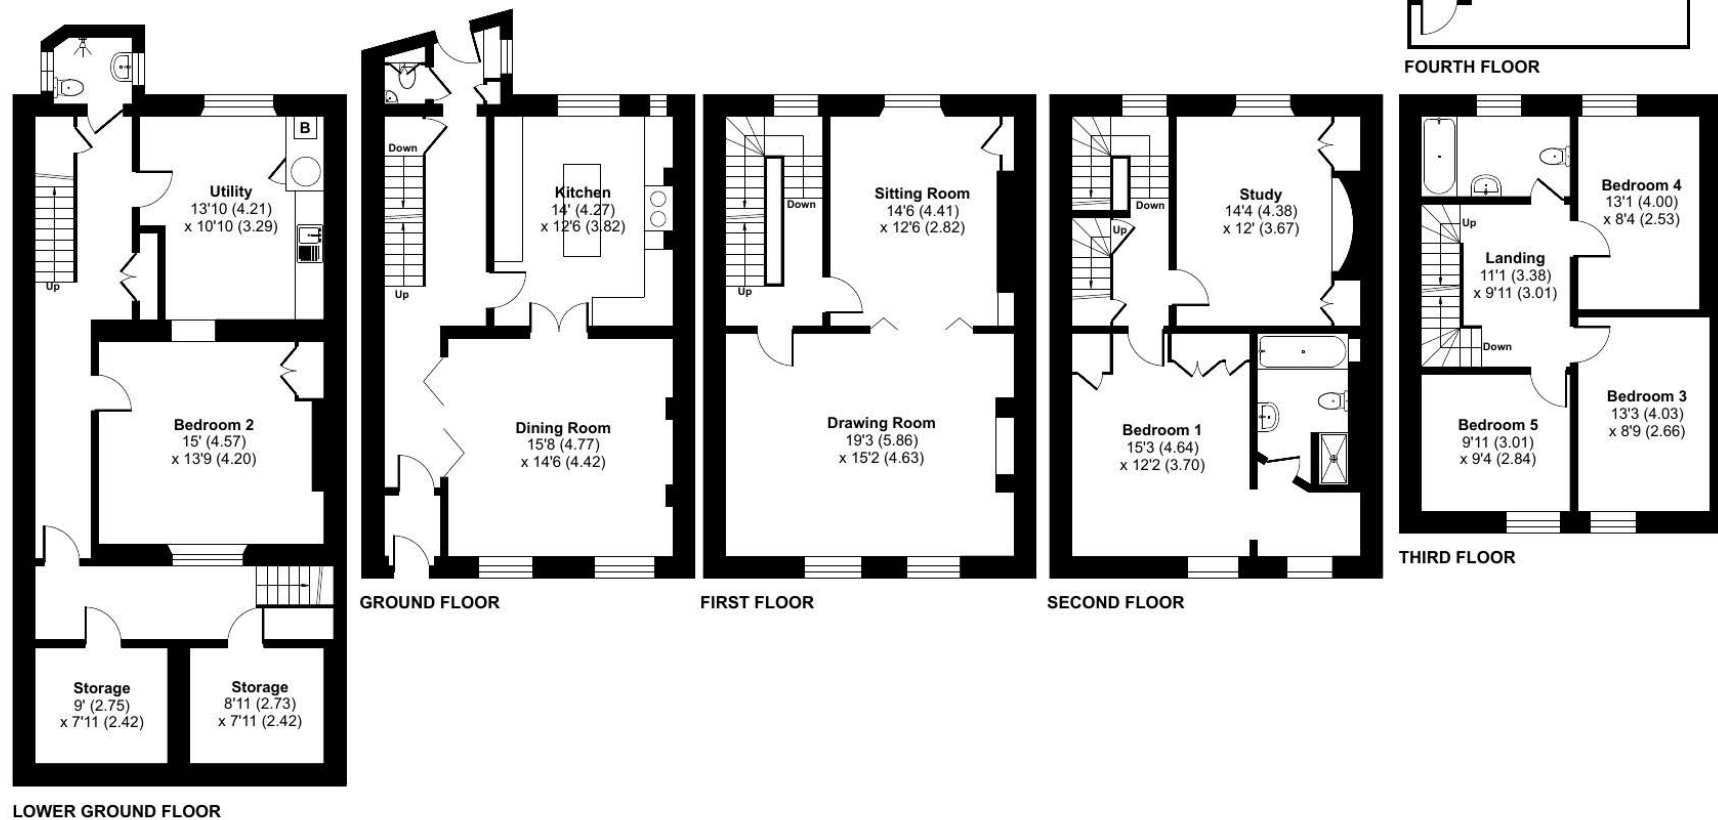 FOURTH FLOOR
B
Utility
13'10 (4.21)
x 10'10 (3.29)
Up
Bedroom 2
15' (4.57)
x 13'9 (4.20)
Storage
9' (2.75)
x 7'11 (2.42)
Storage
8'11 (2.73)
x 7'11 (2.42)
LOWER GROUND FLOOR
Down
Up
Kitchen
14' (4.27)
x 12'6 (3.82)
Dining Room
15'8 (4.77)
x 14'6 (4.42)
GROUND FLOOR
Down
Up
Sitting Room
14'6 (4.41)
x 12'6 (2.82)
Drawing Room
19'3 (5.86)
x 15'2 (4.63)
FIRST FLOOR
Down
Up
Study
14'4 (4.38)
x 12' (3.67)
Bedroom 1
15'3 (4.64)
x 12'2 (3.70)
SECOND FLOOR
Bedroom 4
13'1 (4.00)
x 8'4 (2.53)
Up
Landing
11'1 (3.38)
x 9'11 (3.01)
Down
Bedroom 3
13'3 (4.03)
x 8'9 (2.66)
Bedroom 5
9'11 (3.01)
x 9'4 (2.84)
THIRD FLOOR